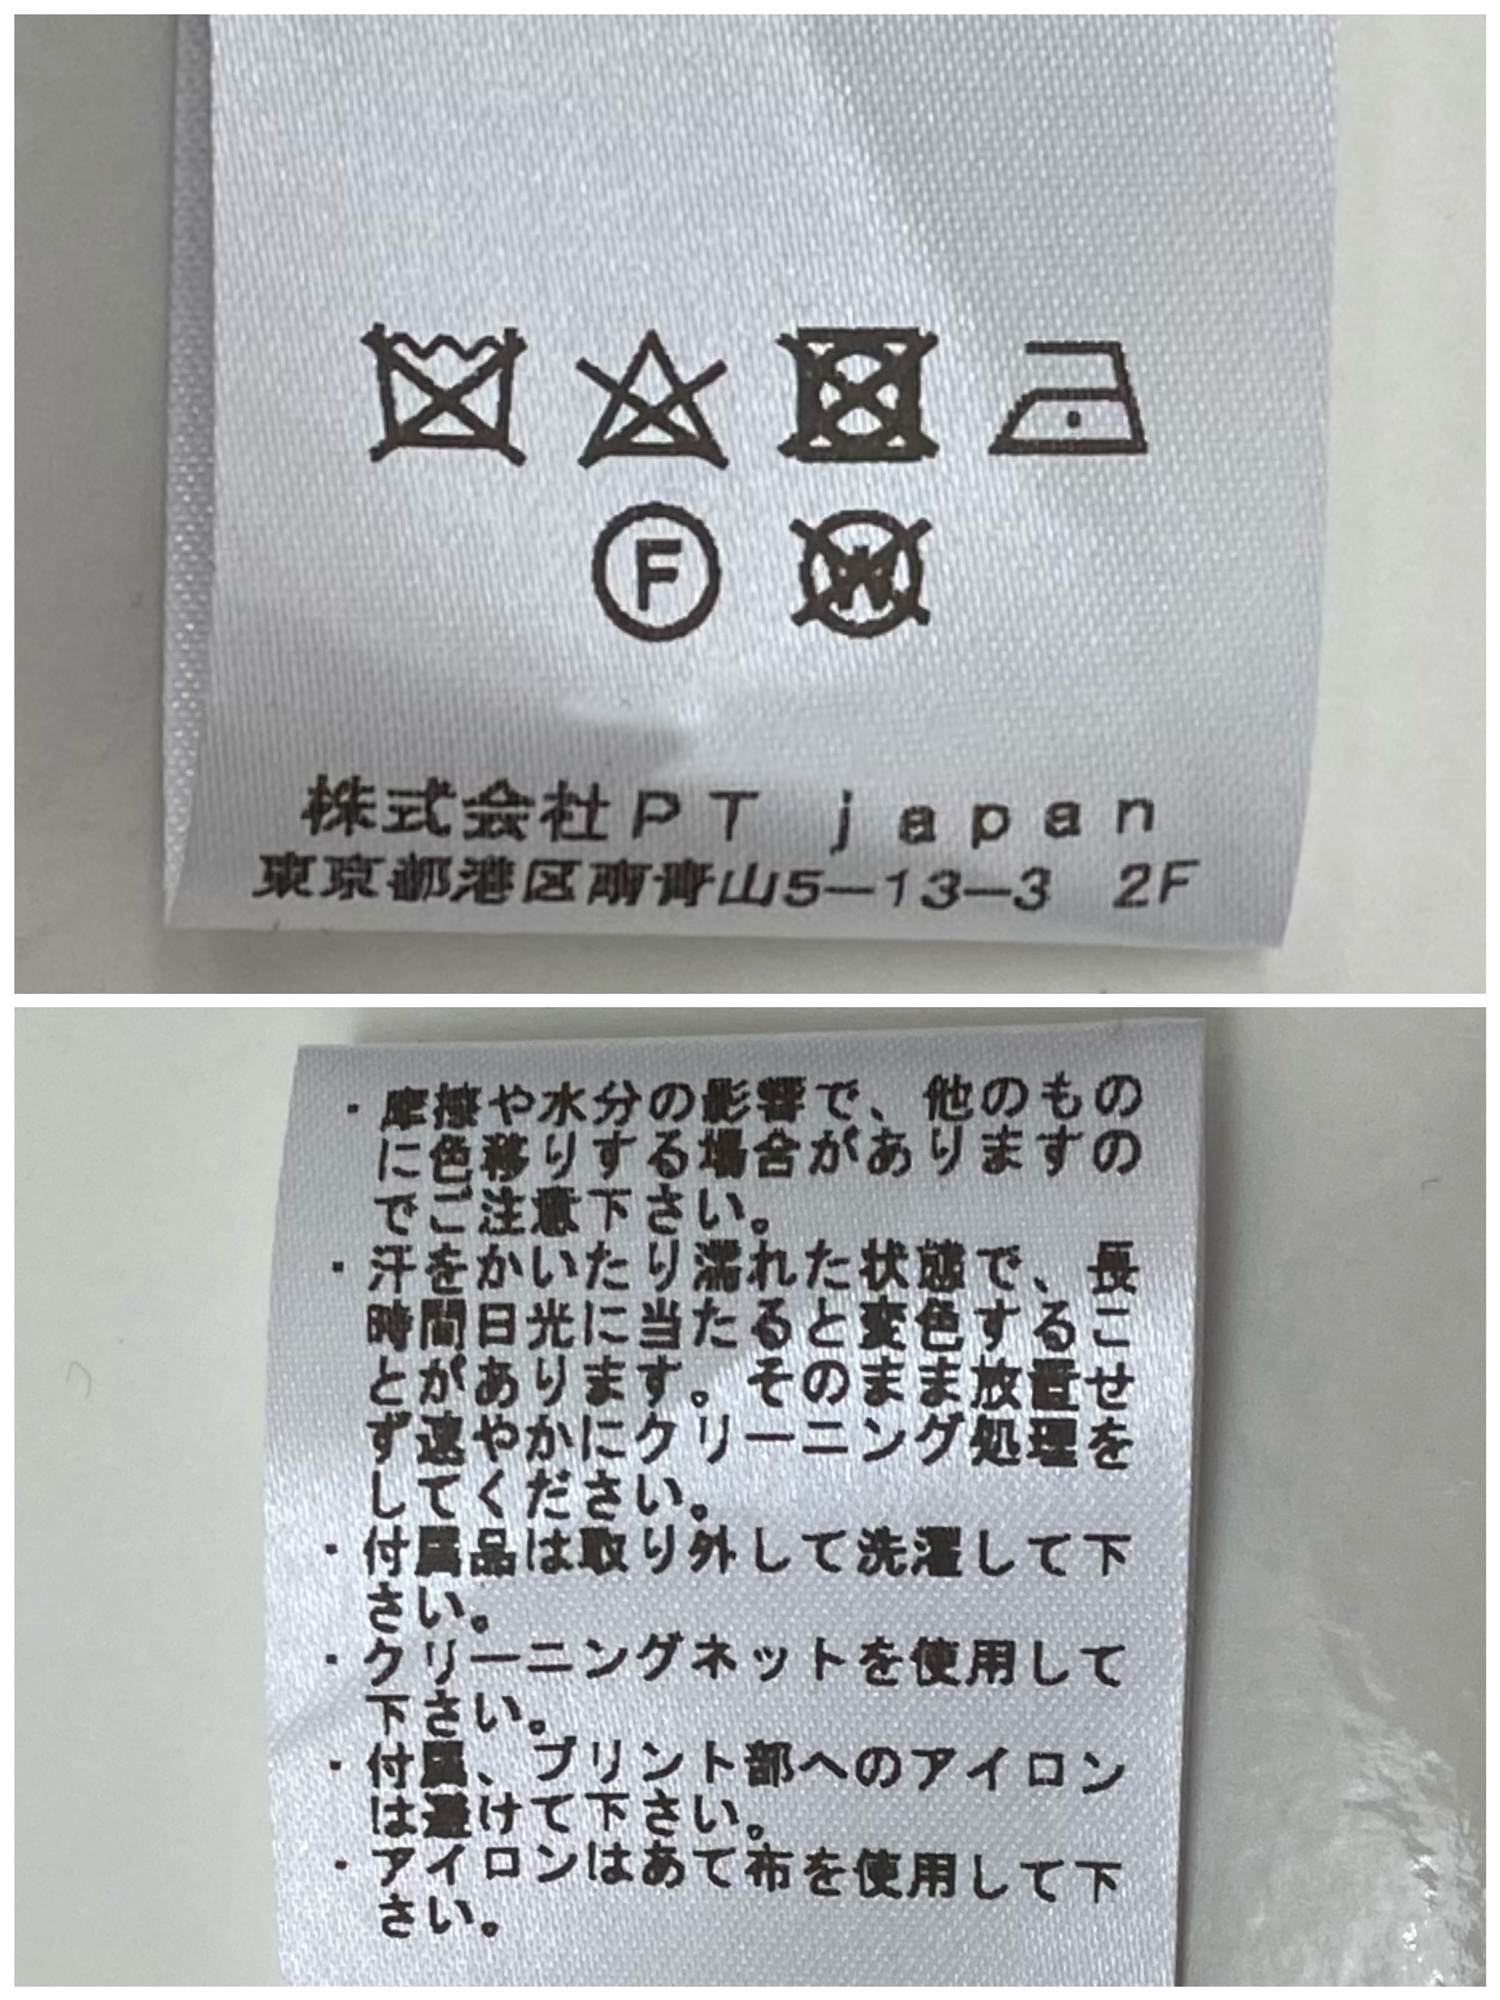 F
W
株式会社PT japan
東京都港区南青山5-13-3 2F
・摩擦や水分の影響で、他のもの
に色移りする場合がありますの
でご注意下さい。
・汗をかいたり濡れた状態で、長
時間日光に当たると変色するこ
とがあります。そのまま放置せ
ず速やかにクリーニング処理を
してください。
・付属品は取り外して洗濯して下
さい。
・クリーニングネットを使用して
下さい。
・付属、プリント部へのアイロン
は避けて下さい。
・アイロンはあて布を使用して下
さい。